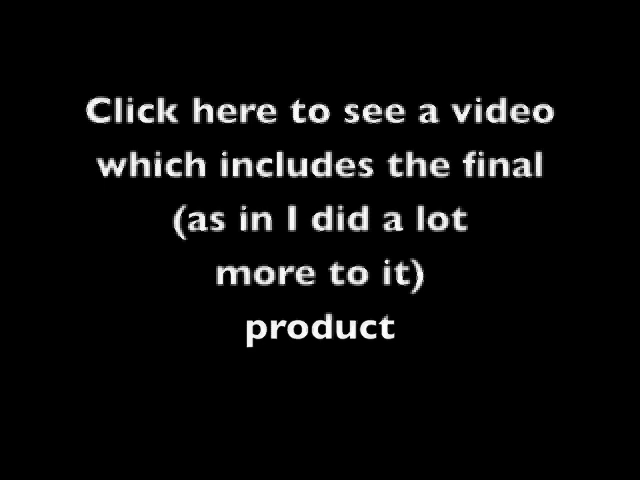 Click here to see a video
which includes the final
(as in I did a lot
more to it)
product